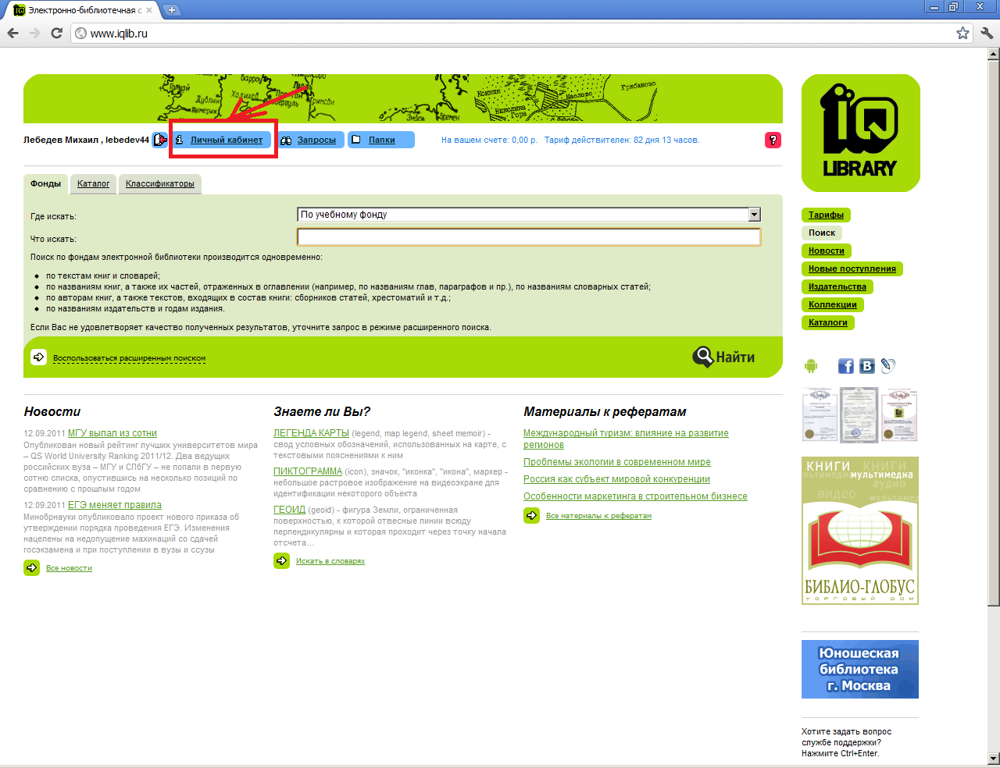 Электронно-библиотечная с
www.iqlib.ru
Барроу
Холихед
Дублин
Гримсби
Бремен
Эмден
Грибаново
Маслово
Николина
Гора
IQ
LIBRARY
Лебедев Михаил , lebedev44
Личный кабинет
Запросы
Папки
На вашем счете: 0,00 р. Тариф действителен: 82 дня 13 часов.
?
Фонды
Каталог
Классификаторы
Где искать:
По учебному фонду
Что искать:
Поиск по фондам электронной библиотеки производится одновременно:
по текстам книг и словарей;
по названиям книг, а также их частей, отраженных в оглавлении (например, по названиям глав, параграфов и пр.), по названиям словарных статей;
по авторам книг, а также текстов, входящих в состав книги: сборников статей, хрестоматий и т.д.;
по названиям издательств и годам издания.
Если Вас не удовлетворяет качество полученных результатов, уточните запрос в режиме расширенного поиска.
Воспользоваться расширенным поиском
Найти
Тарифы
Поиск
Новости
Новые поступления
Издательства
Коллекции
Каталоги
Новости
12.09.2011 МГУ выпал из сотни
Опубликован новый рейтинг лучших университетов мира
– QS World University Ranking 2011/12. Два ведущих
российских вуза – МГУ и СПбГУ – не попали в первую
сотню списка, опустившись на несколько позиций по
сравнению с прошлым годом
12.09.2011 ЕГЭ меняет правила
Минобрнауки опубликовало проект нового приказа об
утверждении порядка проведения ЕГЭ. Изменения
нацелены на недопущение махинаций со сдачей
госэкзамена и при поступлении в вузы и ссузы
Все новости
Знаете ли Вы?
ЛЕГЕНДА КАРТЫ (legend, map legend, sheet memoir) -
свод условных обозначений, использованных на карте, с
текстовыми пояснениями к ним
ПИКТОГРАММА (icon), значок, "иконка", "икона", маркер -
небольшое растровое изображение на видеоэкране для
идентификации некоторого объекта
ГЕОИД (geoid) - фигура Земли, ограниченная
поверхностью, к которой отвесные линии всюду
перпендикулярны и которая проходит через точку начала
отсчета…
Искать в словарях
Материалы к рефератам
Международный туризм: влияние на развитие
регионов
Проблемы экологии в современном мире
Россия как субъект мировой конкуренции
Особенности маркетинга в строительном бизнесе
Все материалы к рефератам
КНИГИ КНИГИ
льтимедиа мультимедиа
аудио
видео мультимеди
БИБЛИО-ГЛОБУС
ТОРГОВЫЙ ДОМ
Юношеская
библиотека
г. Москва
Хотите задать вопрос
службе поддержки?
Нажмите Ctrl+Enter.